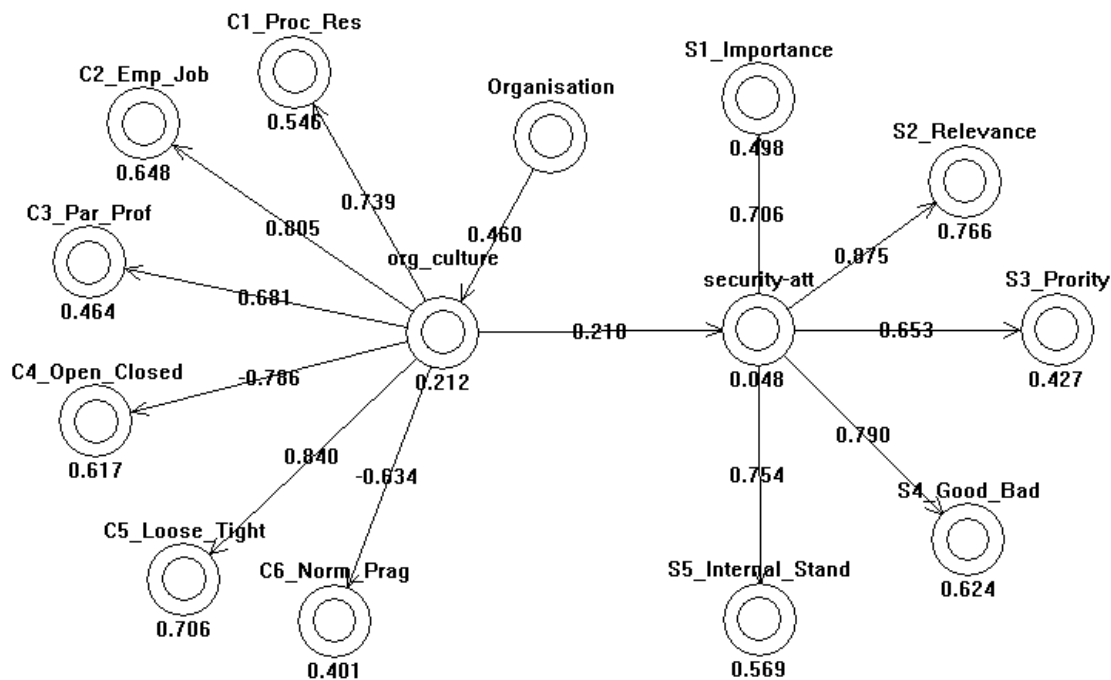 C1_Proc_Res
0.546
C2_Emp_Job
0.648
Organisation
S1_Importance
0.498
S2_Relevance
0.766
C3_Par_Prof
0.464
0.739
0.805
0.681
0.460
org_culture
0.212
0.706
0.875
security-att
0.048
0.210
0.653
S3_Prority
0.427
C4_Open_Closed
0.617
-0.786
0.840
-0.634
0.754
0.790
C5_Loose_Tight
0.706
C6_Norm_Prag
0.401
S5_Internal_Stand
0.569
S4_Good_Bad
0.624